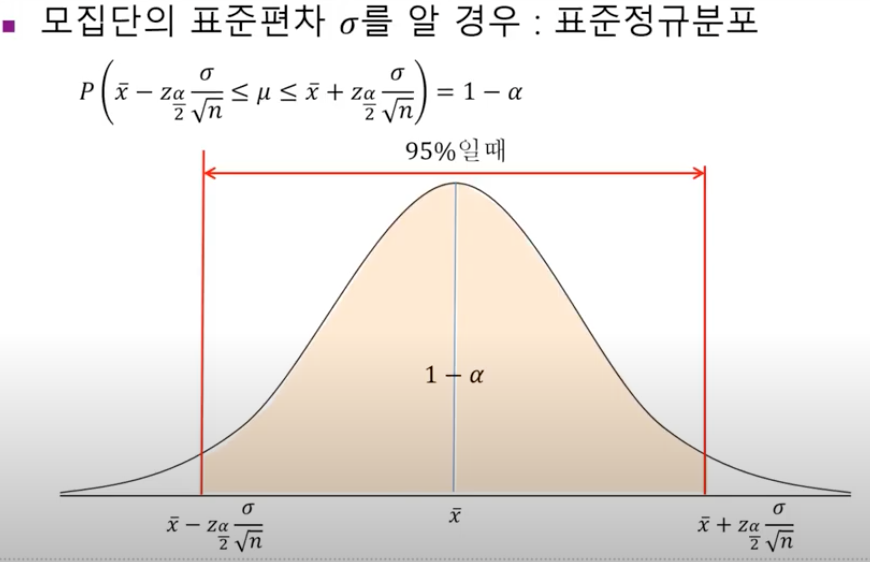 ▪ 모집단의 표준편차 σ를 알 경우 : 표준정규분포
P(x̄ − z_{α/2} σ/√n ≤ μ ≤ x̄ + z_{α/2} σ/√n) = 1 − α
95%일때
1 − α
x̄ − z_{α/2} σ/√n x̄ x̄ + z_{α/2} σ/√n